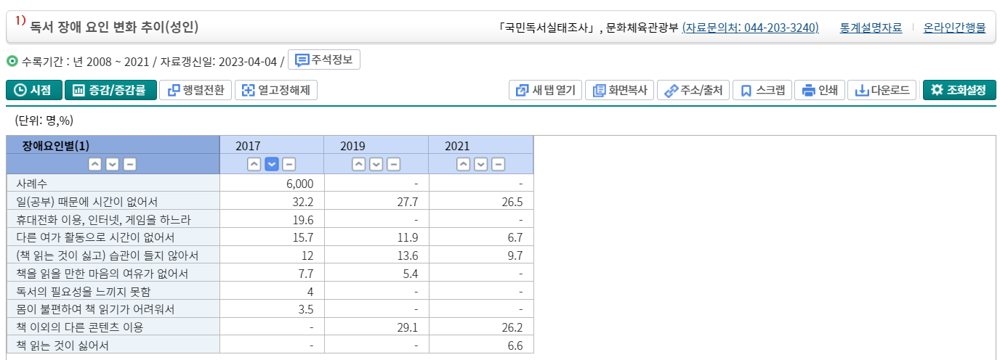 1) 독서 장애 요인 변화 추이(성인) 「국민독서실태조사」, 문화체육관광부 (자료문의처: 044-203-3240) 통계설명자료 온라인간행물
수록기간 : 년 2008 ~ 2021 / 자료갱신일: 2023-04-04 / 주석정보
시점 증감/증감률 행렬전환 열고정해제 새 탭 열기 화면복사 주소/출처 스크랩 인쇄 다운로드 조회설정
(단위: 명,%)
장애요인별(1) 2017 2019 2021
사례수 6,000 - -
일(공부) 때문에 시간이 없어서 32.2 27.7 26.5
휴대전화 이용, 인터넷, 게임을 하느라 19.6 - -
다른 여가 활동으로 시간이 없어서 15.7 11.9 6.7
(책 읽는 것이 싫고) 습관이 들지 않아서 12 13.6 9.7
책을 읽을 만한 마음의 여유가 없어서 7.7 5.4 -
독서의 필요성을 느끼지 못함 4 - -
몸이 불편하여 책 읽기가 어려워서 3.5 - -
책 이외의 다른 콘텐츠 이용 - 29.1 26.2
책 읽는 것이 싫어서 - - 6.6